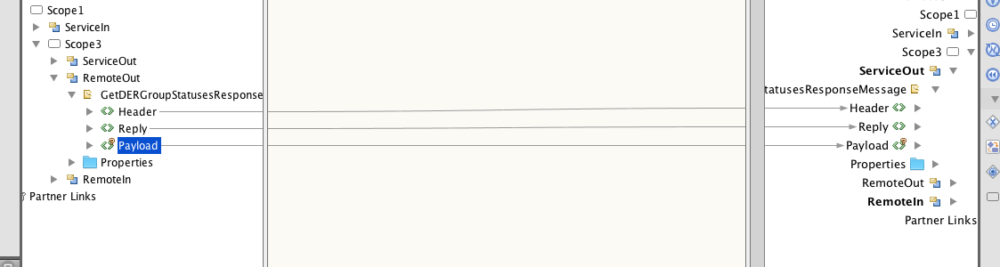 Scope1
ServiceIn
Scope3
ServiceOut
RemoteOut
GetDERGroupStatusesResponse
Header
Reply
Payload
Properties
RemoteIn
Partner Links
Scope1
ServiceIn
Scope3
ServiceOut
tatusesResponseMessage
Header
Reply
Payload
Properties
RemoteOut
RemoteIn
Partner Links